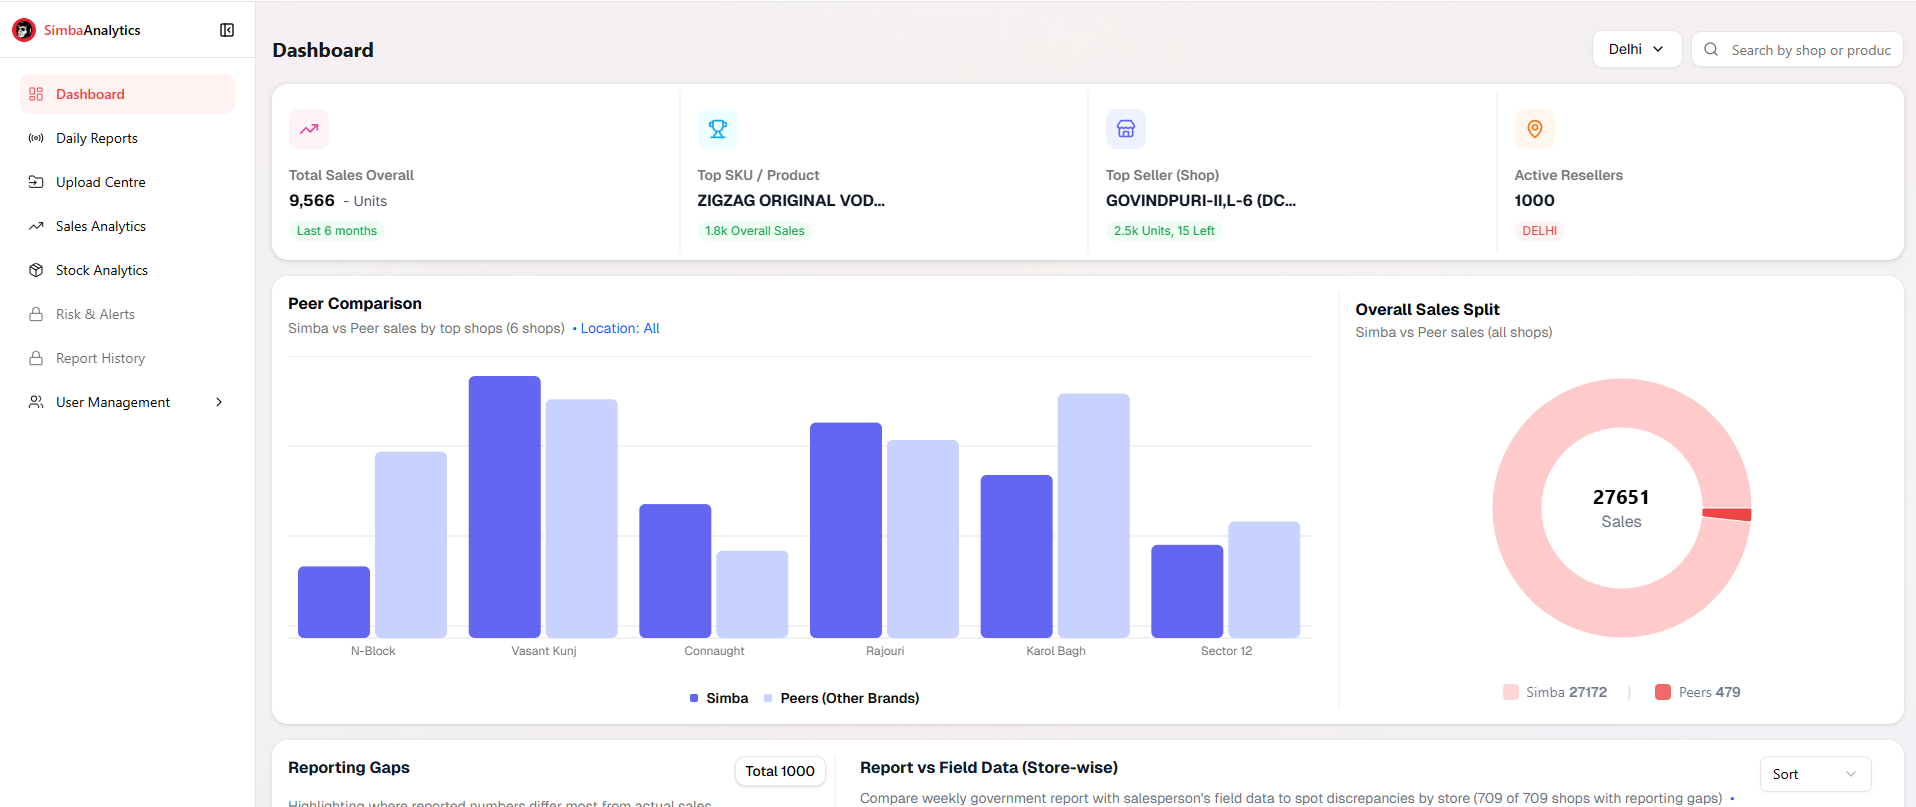 SimbaAnalytics
Dashboard
Daily Reports
Upload Centre
Sales Analytics
Stock Analytics
Risk & Alerts
Report History
User Management
Dashboard
Delhi
Search by shop or produc
Total Sales Overall
9,566 - Units
Last 6 months
Top SKU / Product
ZIGZAG ORIGINAL VOD...
1.8k Overall Sales
Top Seller (Shop)
GOVINDPURI-II,L-6 (DC...
2.5k Units, 15 Left
Active Resellers
1000
DELHI
Peer Comparison
Simba vs Peer sales by top shops (6 shops) • Location: All
N-Block
Vasant Kunj
Connaught
Rajouri
Karol Bagh
Sector 12
Simba
Peers (Other Brands)
Overall Sales Split
Simba vs Peer sales (all shops)
27651
Sales
Simba 27172 | Peers 479
Reporting Gaps
Total 1000
Highlighting where reported numbers differ most from actual sales
Report vs Field Data (Store-wise)
Compare weekly government report with salesperson's field data to spot discrepancies by store (709 of 709 shops with reporting gaps) •
Sort